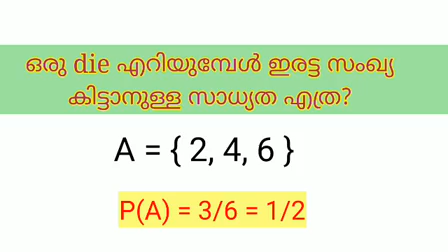 ഒരു die എറിയുമ്പേൾ ഇരട്ട സംഖ്യ
കിട്ടാനുള്ള സാധ്യത എത്ര?
A = { 2, 4, 6 }
P(A) = 3/6 = 1/2